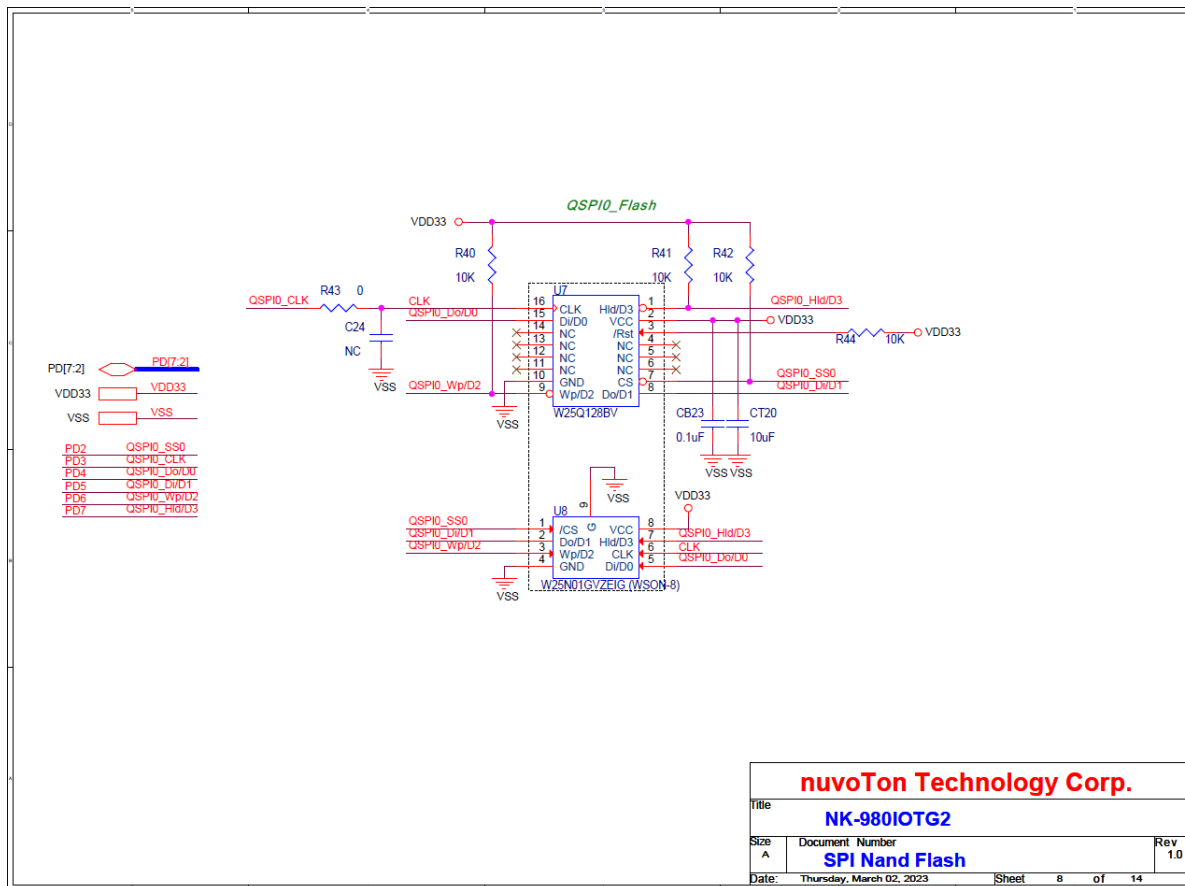 QSPI0_Flash
VDD33
R40
10K
R41
10K
R42
10K
R43 0
QSPI0_CLK
CLK
QSPI0_Do/D0
C24
NC
VSS
U7
16 CLK Hld/D3 1
15 Di/D0 VCC 2
14 NC /Rst 3
13 NC NC 4
12 NC NC 5
11 NC NC 6
10 GND CS 7
9 Wp/D2 Do/D1 8
W25Q128BV
QSPI0_Hld/D3
VDD33
R44 10K
VDD33
QSPI0_SS0
QSPI0_Di/D1
QSPI0_Wp/D2
VSS
CB23
0.1uF
CT20
10uF
VSS VSS
PD[7:2] PD[7:2]
VDD33 VDD33
VSS VSS
PD2 QSPI0_SS0
PD3 QSPI0_CLK
PD4 QSPI0_Do/D0
PD5 QSPI0_Di/D1
PD6 QSPI0_Wp/D2
PD7 QSPI0_Hld/D3
VSS
9
G
VDD33
U8
QSPI0_SS0 1 /CS VCC 8
QSPI0_Di/D1 2 Do/D1 Hld/D3 7 QSPI0_Hld/D3
QSPI0_Wp/D2 3 Wp/D2 CLK 6 CLK
4 GND Di/D0 5 QSPI0_Do/D0
VSS
W25N01GVZEIG (WSON-8)
nuvoTon Technology Corp.
Title
NK-980IOTG2
Size Document Number Rev
A SPI Nand Flash 1.0
Date: Thursday, March 02, 2023 Sheet 8 of 14